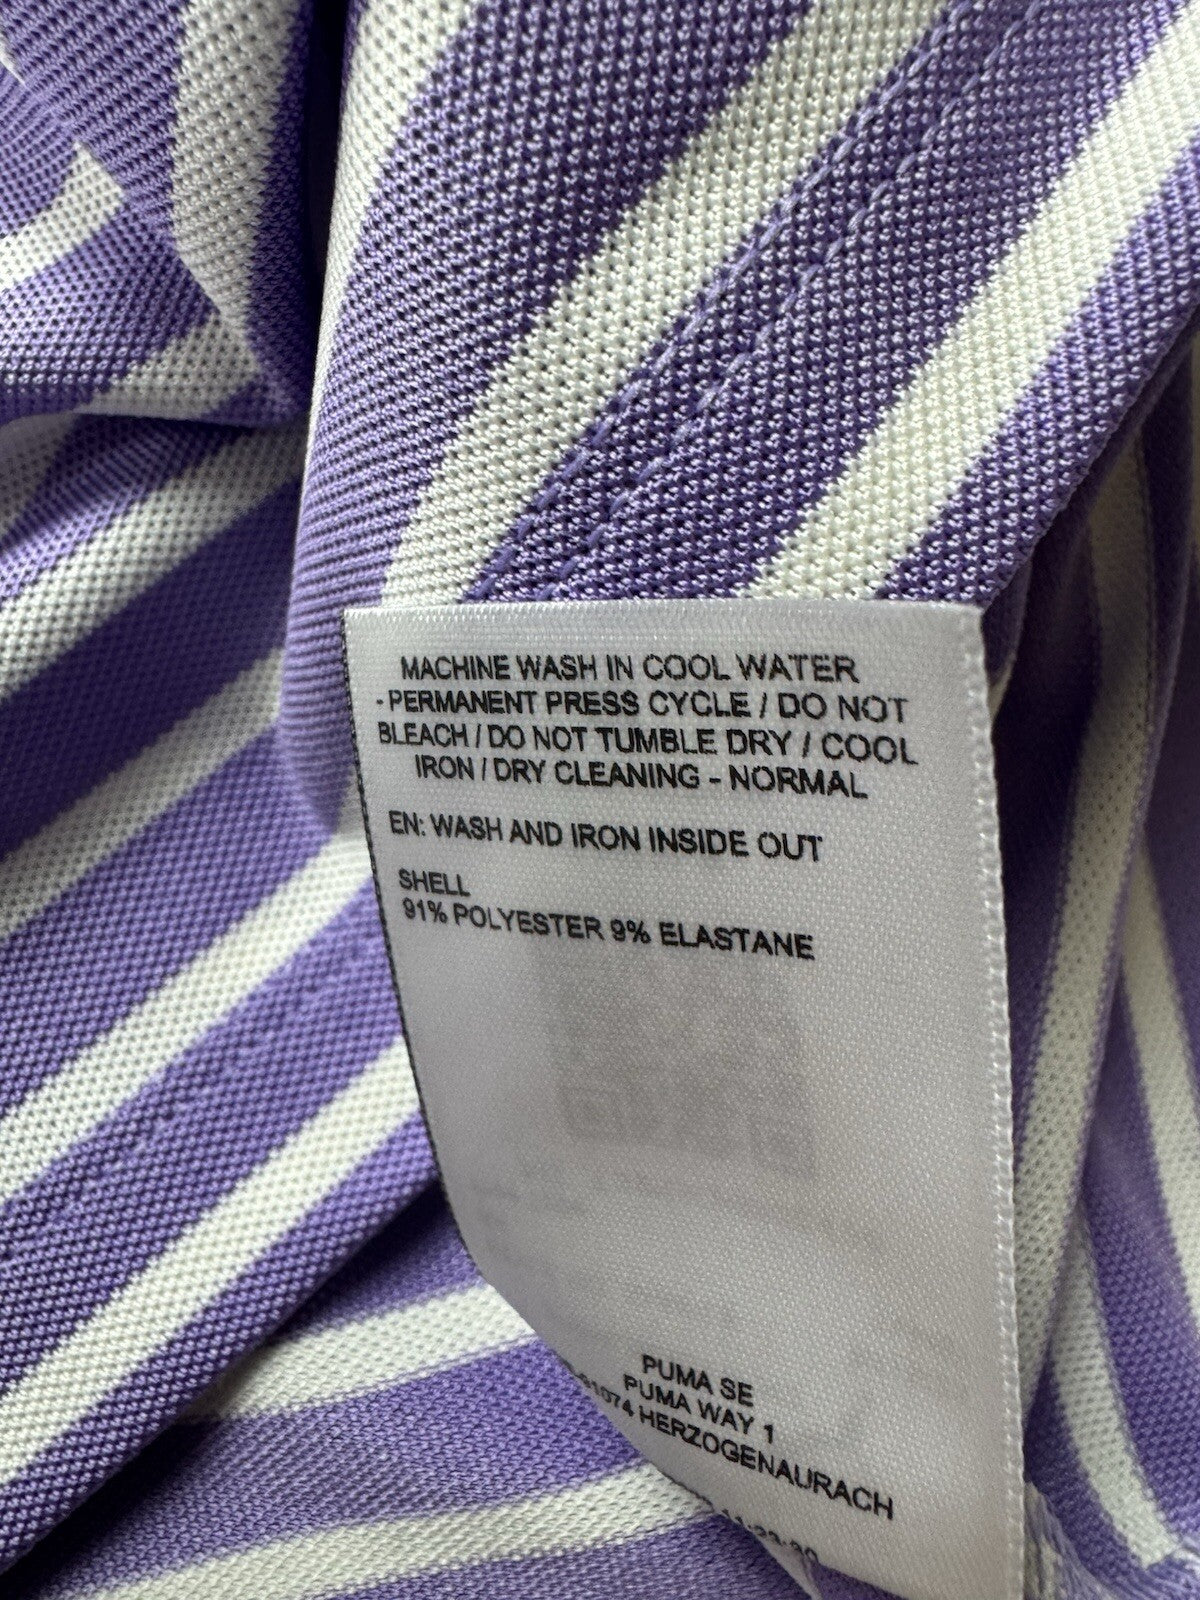 MACHINE WASH IN COOL WATER
- PERMANENT PRESS CYCLE / DO NOT
BLEACH / DO NOT TUMBLE DRY / COOL
IRON / DRY CLEANING - NORMAL
EN: WASH AND IRON INSIDE OUT
SHELL
91% POLYESTER 9% ELASTANE
PUMA SE
PUMA WAY 1
91074 HERZOGENAURACH